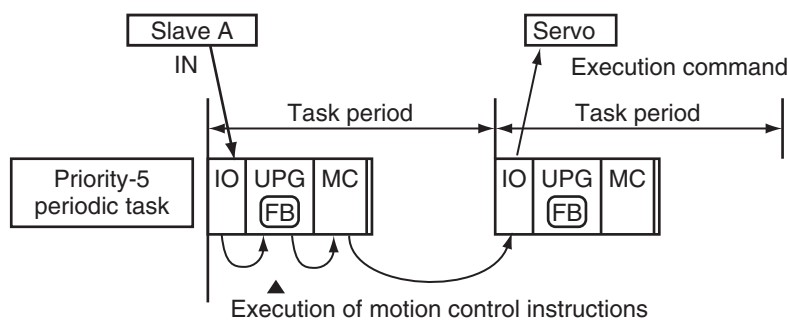 Slave A
Servo
IN
Execution command
Task period
Task period
Priority-5
periodic task
IO
UPG
MC
FB
IO
UPG
MC
FB
Execution of motion control instructions